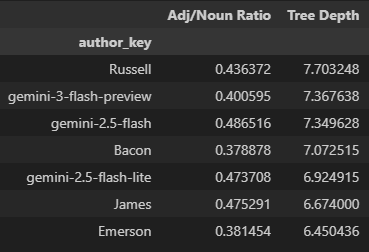 Adj/Noun Ratio Tree Depth
author_key
Russell 0.436372 7.703248
gemini-3-flash-preview 0.400595 7.367638
gemini-2.5-flash 0.486516 7.349628
Bacon 0.378878 7.072515
gemini-2.5-flash-lite 0.473708 6.924915
James 0.475291 6.674000
Emerson 0.381454 6.450436